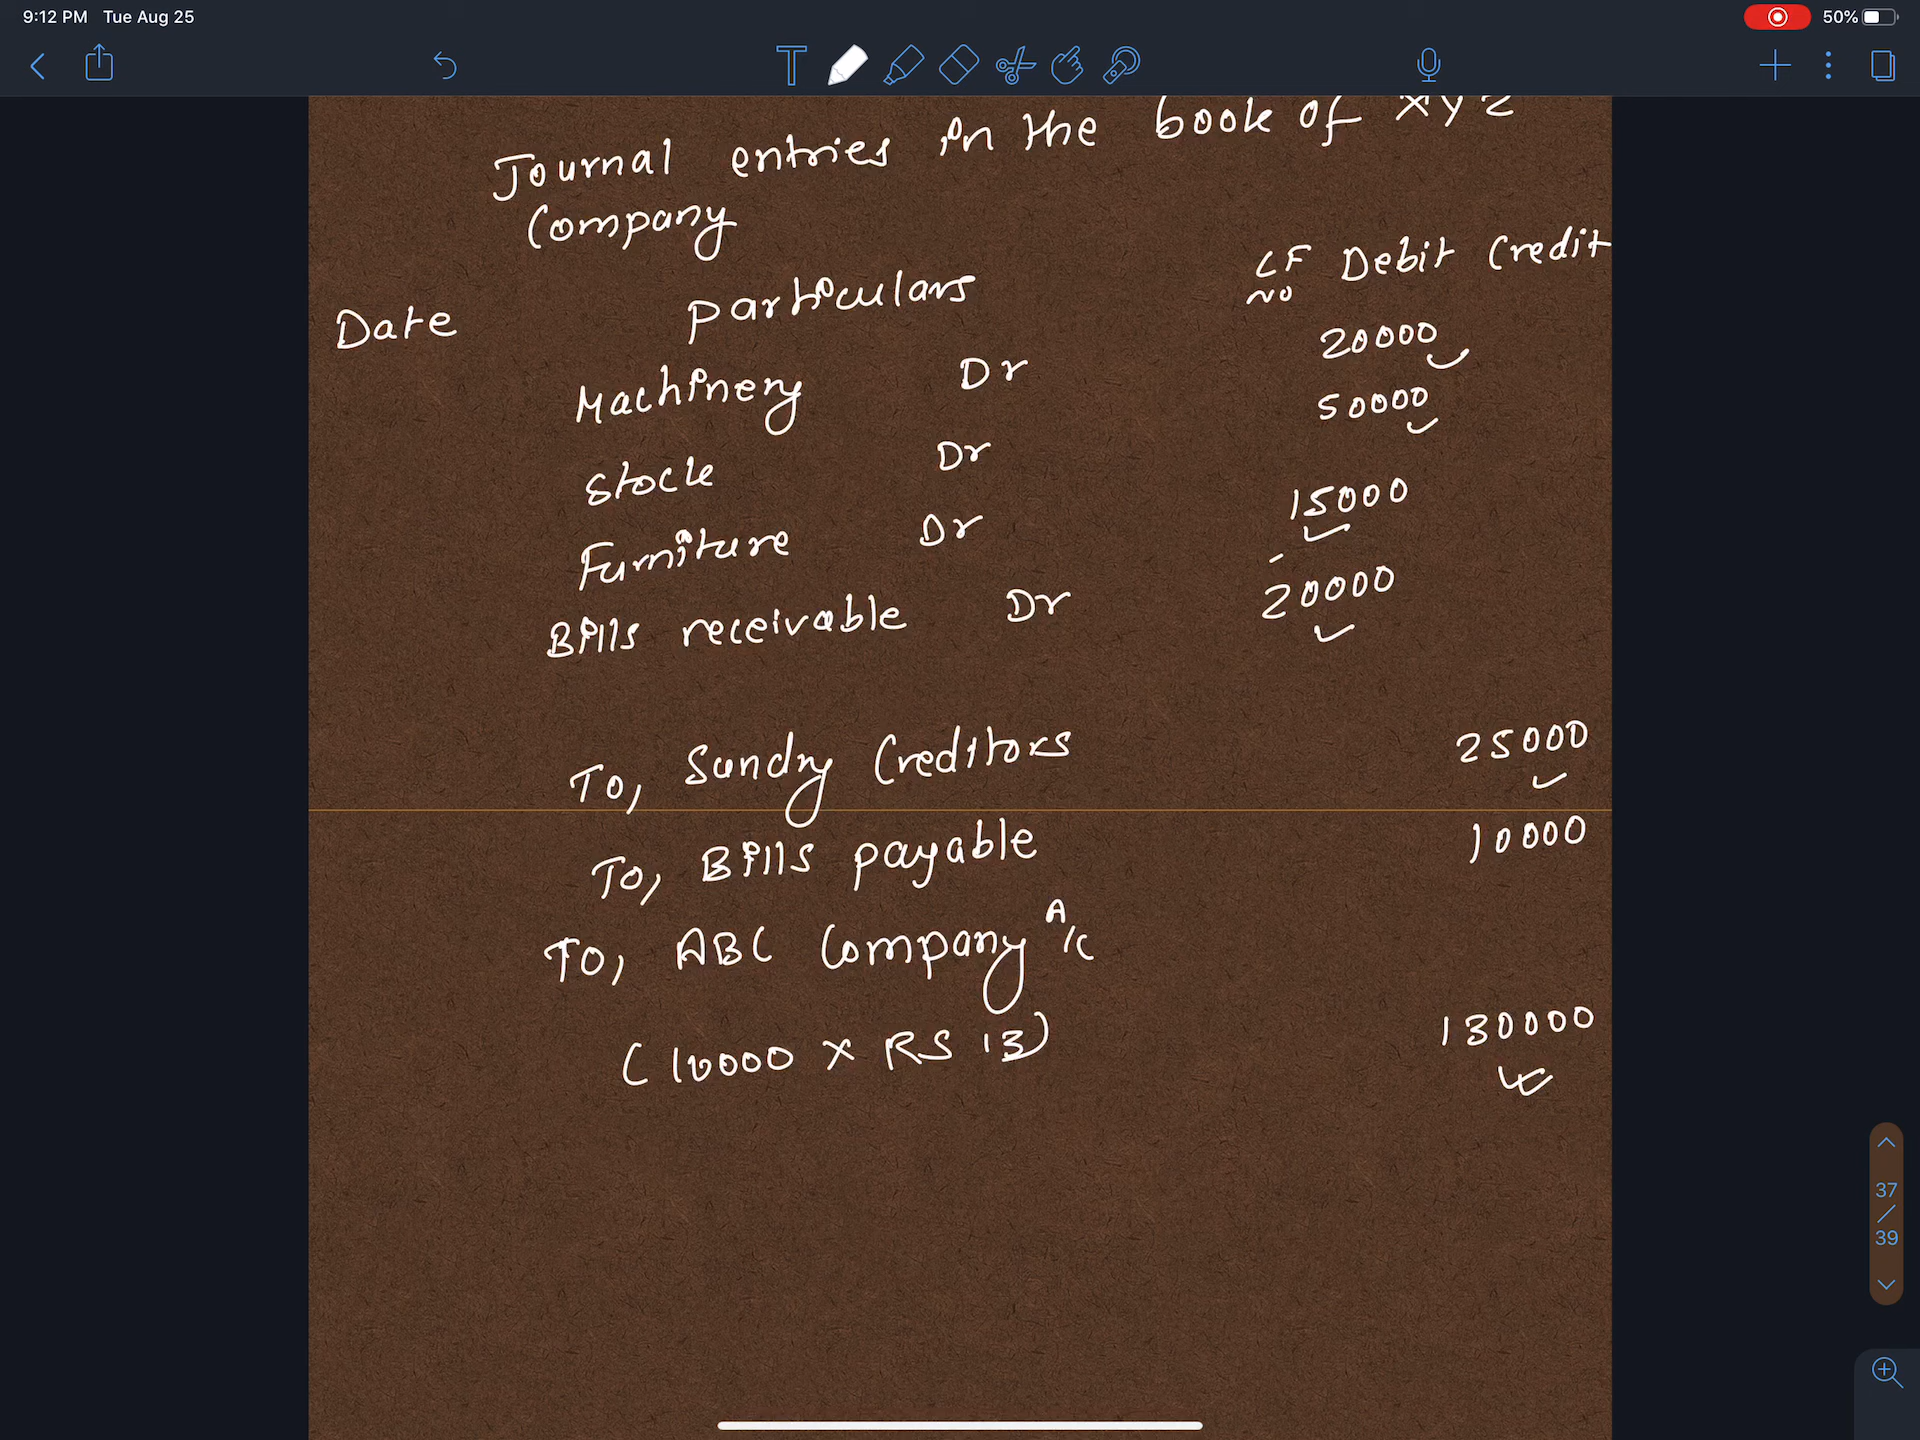 9:12 PM Tue Aug 25
50%
Journal entries in the book of XYZ
Company
Date Particulars LF Debit Credit
NO
Machinery Dr 20000
Stock Dr 50000
Furniture Dr 15000
Bills receivable Dr 20000
To, Sundry Creditors 25000
To, Bills payable 10000
To, ABC Company A/c
(10000 X RS 13) 130000
37
/
39